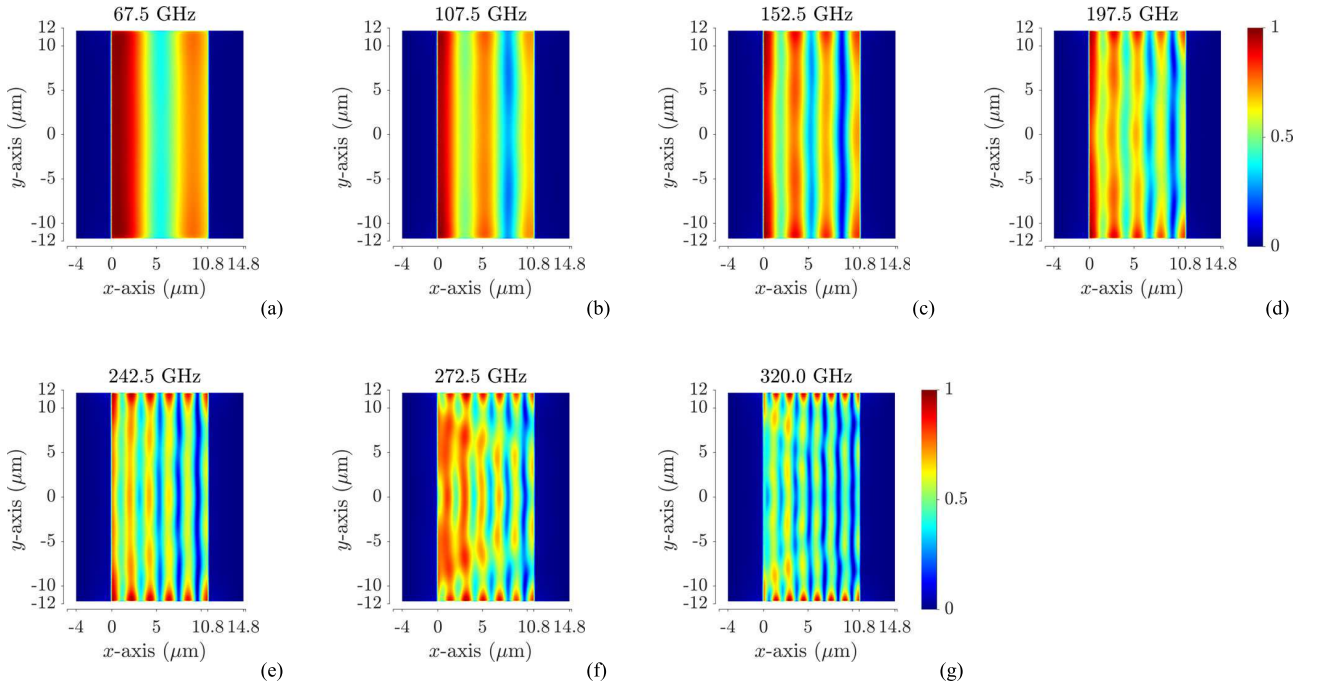 67.5 GHz
12
10
5
0
-5
-10
-12
y-axis (μm)
-4 0 5 10.8 14.8
x-axis (μm)
(a)
107.5 GHz
12
10
5
0
-5
-10
-12
y-axis (μm)
-4 0 5 10.8 14.8
x-axis (μm)
(b)
152.5 GHz
12
10
5
0
-5
-10
-12
y-axis (μm)
-4 0 5 10.8 14.8
x-axis (μm)
(c)
197.5 GHz
12
10
5
0
-5
-10
-12
y-axis (μm)
-4 0 5 10.8 14.8
x-axis (μm)
1
0.5
0
(d)
242.5 GHz
12
10
5
0
-5
-10
-12
y-axis (μm)
-4 0 5 10.8 14.8
x-axis (μm)
(e)
272.5 GHz
12
10
5
0
-5
-10
-12
y-axis (μm)
-4 0 5 10.8 14.8
x-axis (μm)
(f)
320.0 GHz
12
10
5
0
-5
-10
-12
y-axis (μm)
-4 0 5 10.8 14.8
x-axis (μm)
1
0.5
0
(g)